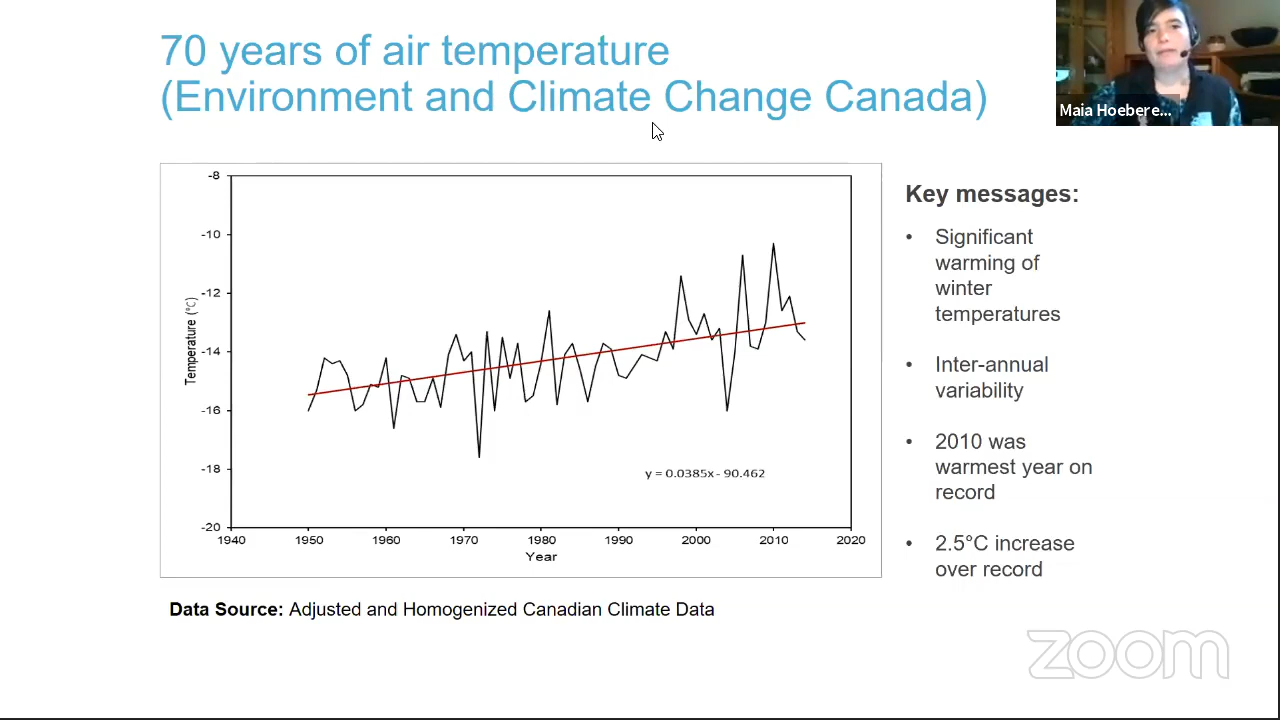 70 years of air temperature
(Environment and Climate Change Canada)
Maia Hoebere...
-8
-10
-12
-14
-16
-18
-20
Temperature (°C)
y = 0.0385x - 90.462
1940 1950 1960 1970 1980 1990 2000 2010 2020
Year
Key messages:
• Significant
warming of
winter
temperatures
• Inter-annual
variability
• 2010 was
warmest year on
record
• 2.5°C increase
over record
Data Source: Adjusted and Homogenized Canadian Climate Data
zoom